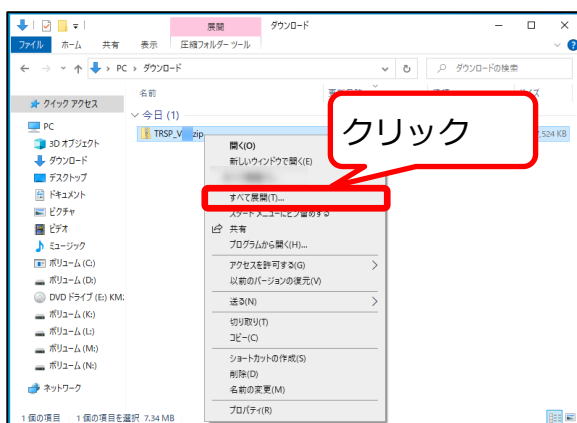 展開
ダウンロード
ファイル
ホーム
共有
表示
圧縮フォルダー ツール
PC
ダウンロード
ダウンロードの検索
名前
クイック アクセス
PC
3D オブジェクト
ダウンロード
デスクトップ
ドキュメント
ピクチャ
ビデオ
ミュージック
ボリューム (C:)
ボリューム (D:)
DVD ドライブ (E:) KM
ボリューム (K:)
ボリューム (L:)
ボリューム (M:)
ボリューム (N:)
ネットワーク
今日 (1)
TRSP_V zip
524 KB
クリック
開く(O)
新しいウィンドウで開く(E)
すべて展開(T)...
スタート メニューにピン留めする
共有
プログラムから開く(H)...
アクセスを許可する(G)
以前のバージョンの復元(V)
送る(N)
切り取り(T)
コピー(C)
ショートカットの作成(S)
削除(D)
名前の変更(M)
プロパティ(R)
1 個の項目
1 個の項目を選択 7.34 MB